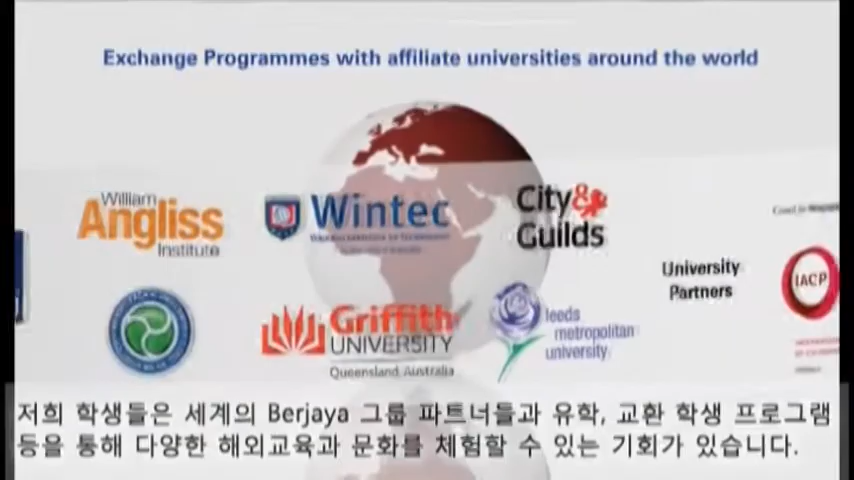 Exchange Programmes with affiliate universities around the world
William
Angliss
Institute
Wintec
City&
Guilds
University
Partners
IACP
Griffith
UNIVERSITY
Queensland, Australia
leeds
metropolitan
university
저희 학생들은 세계의 Berjaya 그룹 파트너들과 유학, 교환 학생 프로그램
등을 통해 다양한 해외교육과 문화를 체험할 수 있는 기회가 있습니다.